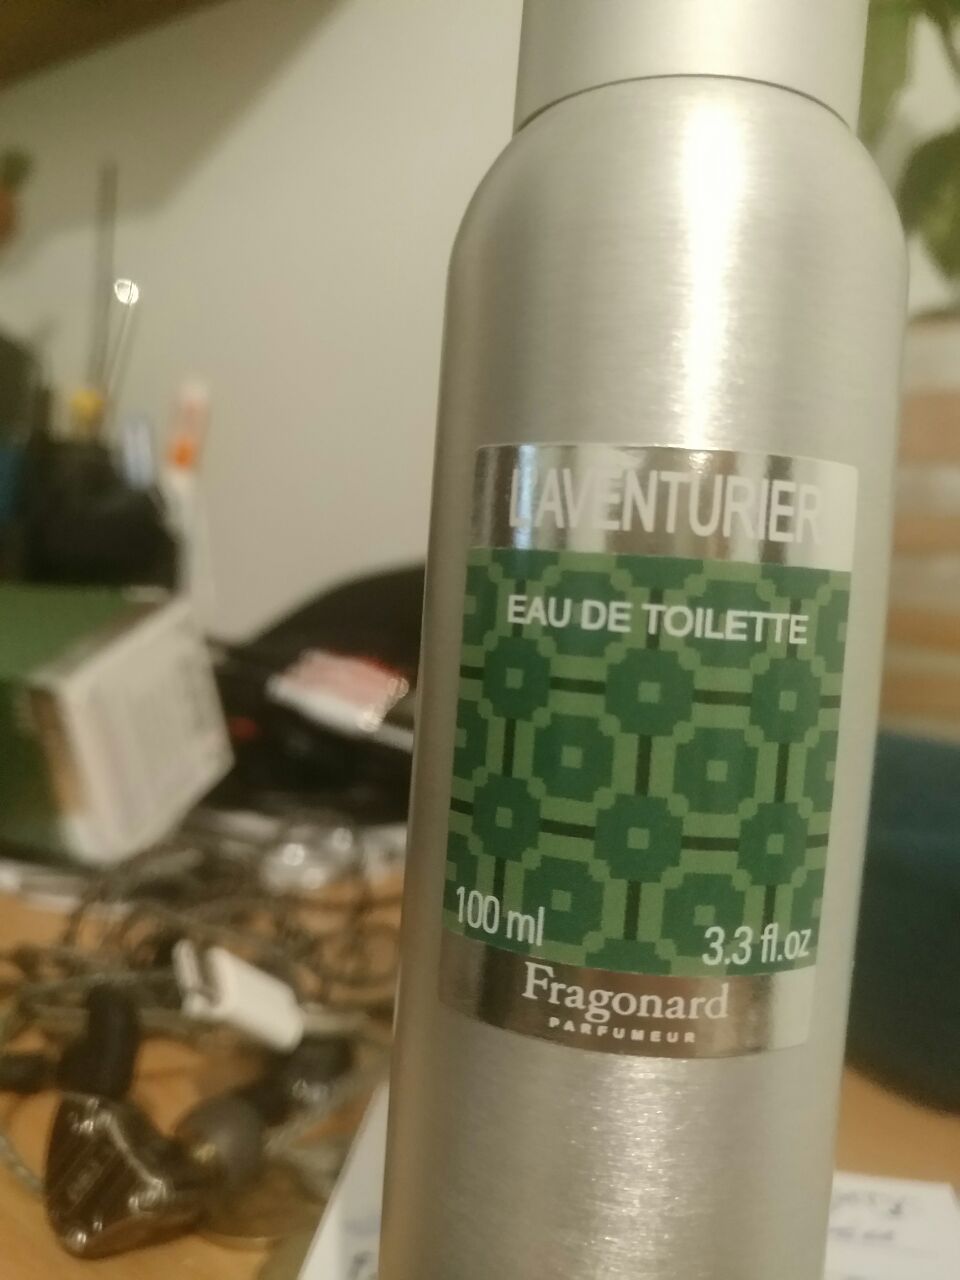 L'AVENTURIER
EAU DE TOILETTE
100 ml
3.3 fl.oz
Fragonard
PARFUMEUR